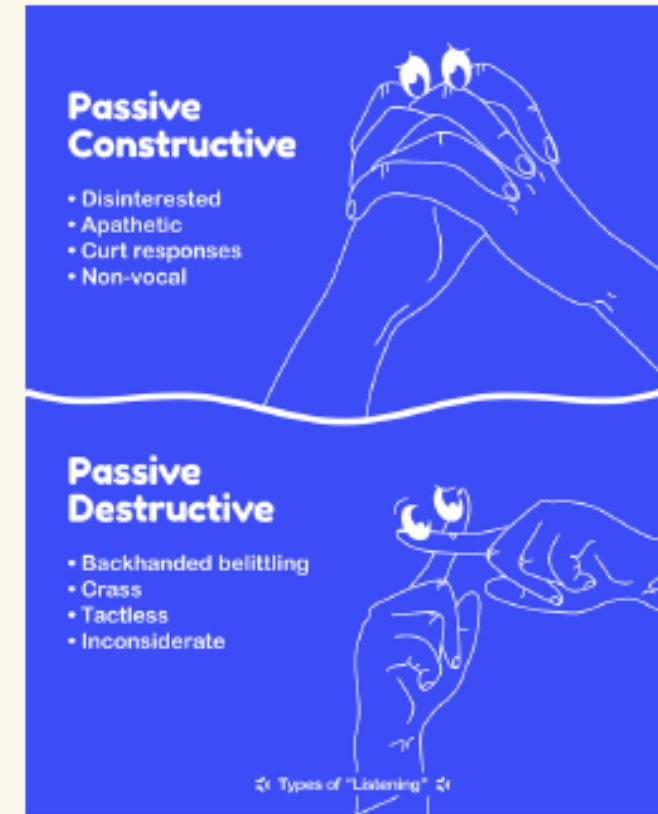 Passive
Constructive
• Disinterested
• Apathetic
• Curt responses
• Non-vocal
Passive
Destructive
• Backhanded belittling
• Crass
• Tactless
• Inconsiderate
Types of "Listening"